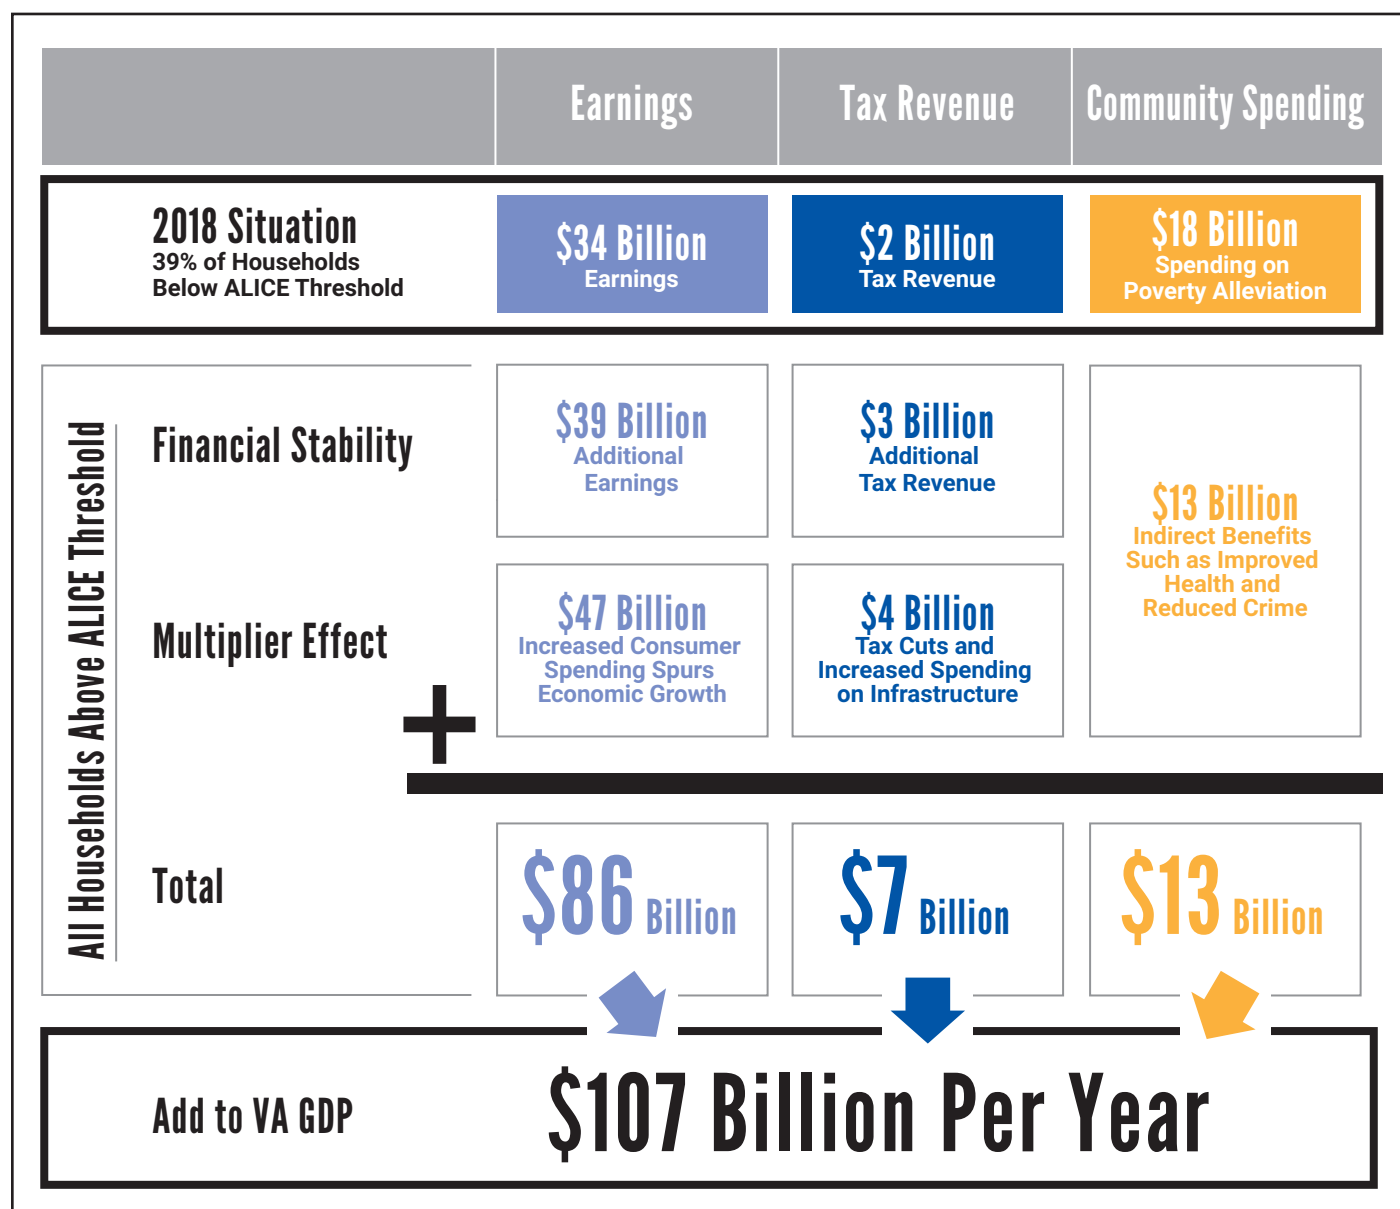 Earnings
Tax Revenue
Community Spending
2018 Situation
39% of Households
Below ALICE Threshold
$34 Billion
Earnings
$2 Billion
Tax Revenue
$18 Billion
Spending on
Poverty Alleviation
All Households Above ALICE Threshold
Financial Stability
$39 Billion
Additional
Earnings
$3 Billion
Additional
Tax Revenue
$13 Billion
Indirect Benefits
Such as Improved
Health and
Reduced Crime
Multiplier Effect
$47 Billion
Increased Consumer
Spending Spurs
Economic Growth
$4 Billion
Tax Cuts and
Increased Spending
on Infrastructure
+
Total
$86 Billion
$7 Billion
$13 Billion
Add to VA GDP
$107 Billion Per Year